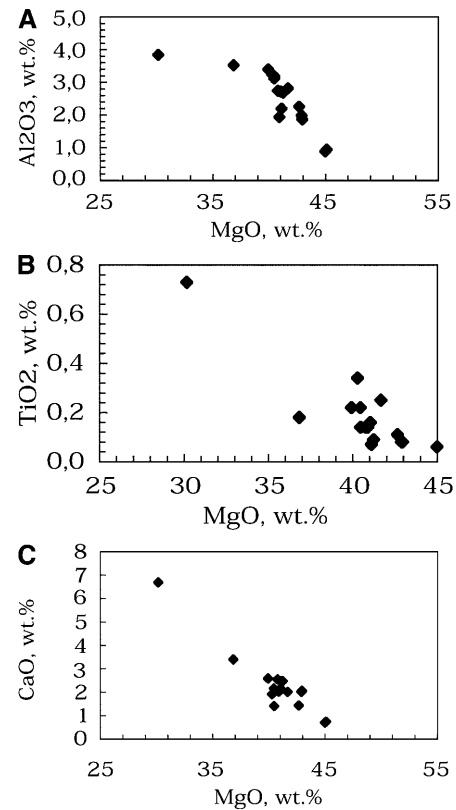 A
5,0
4,0
3,0
2,0
1,0
0,0
Al2O3, wt.%
25 35 45 55
MgO, wt.%
B
0,8
0,6
0,4
0,2
0,0
TiO2, wt.%
25 30 35 40 45
MgO, wt.%
C
8
7
6
5
4
3
2
1
0
CaO, wt.%
25 35 45 55
MgO, wt.%